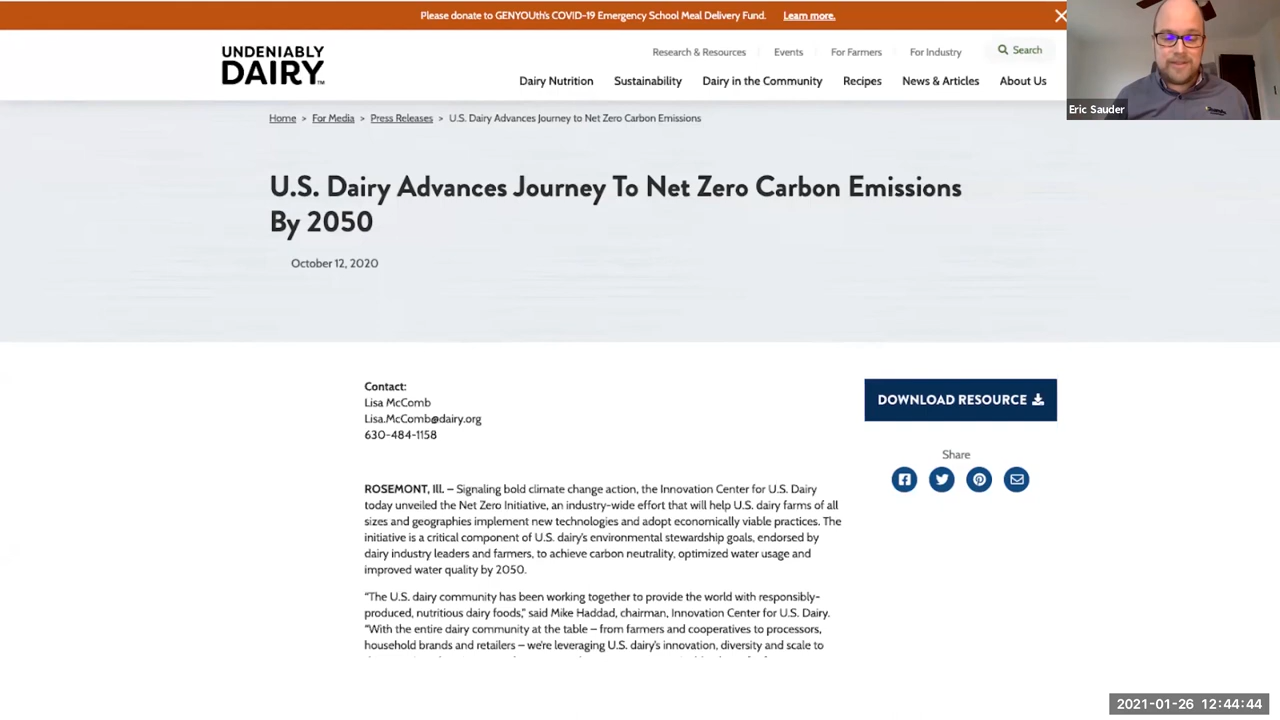 Please donate to GENYOUth's COVID-19 Emergency School Meal Delivery Fund. Learn more.
UNDENIABLY
DAIRY™
Research & Resources
Events
For Farmers
For Industry
Search
Dairy Nutrition
Sustainability
Dairy in the Community
Recipes
News & Articles
About Us
Eric Sauder
Home > For Media > Press Releases > U.S. Dairy Advances Journey to Net Zero Carbon Emissions
U.S. Dairy Advances Journey To Net Zero Carbon Emissions
By 2050
October 12, 2020
Contact:
Lisa McComb
Lisa.McComb@dairy.org
630-484-1158
DOWNLOAD RESOURCE
Share
ROSEMONT, Ill. – Signaling bold climate change action, the Innovation Center for U.S. Dairy
today unveiled the Net Zero Initiative, an industry-wide effort that will help U.S. dairy farms of all
sizes and geographies implement new technologies and adopt economically viable practices. The
initiative is a critical component of U.S. dairy's environmental stewardship goals, endorsed by
dairy industry leaders and farmers, to achieve carbon neutrality, optimized water usage and
improved water quality by 2050.
"The U.S. dairy community has been working together to provide the world with responsibly-
produced, nutritious dairy foods," said Mike Haddad, chairman, Innovation Center for U.S. Dairy.
"With the entire dairy community at the table – from farmers and cooperatives to processors,
household brands and retailers – we're leveraging U.S. dairy's innovation, diversity and scale to
2021-01-26 12:44:44